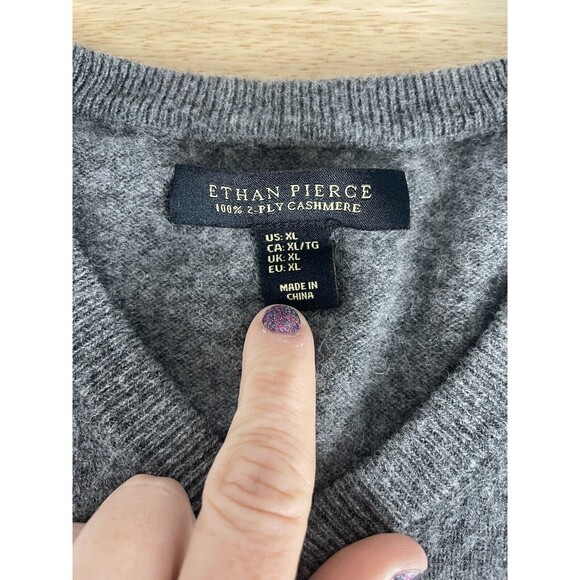 ETHAN PIERCE
100% 2-PLY CASHMERE
US: XL
CA: XL/TG
UK: XL
EU: XL
MADE IN
CHINA